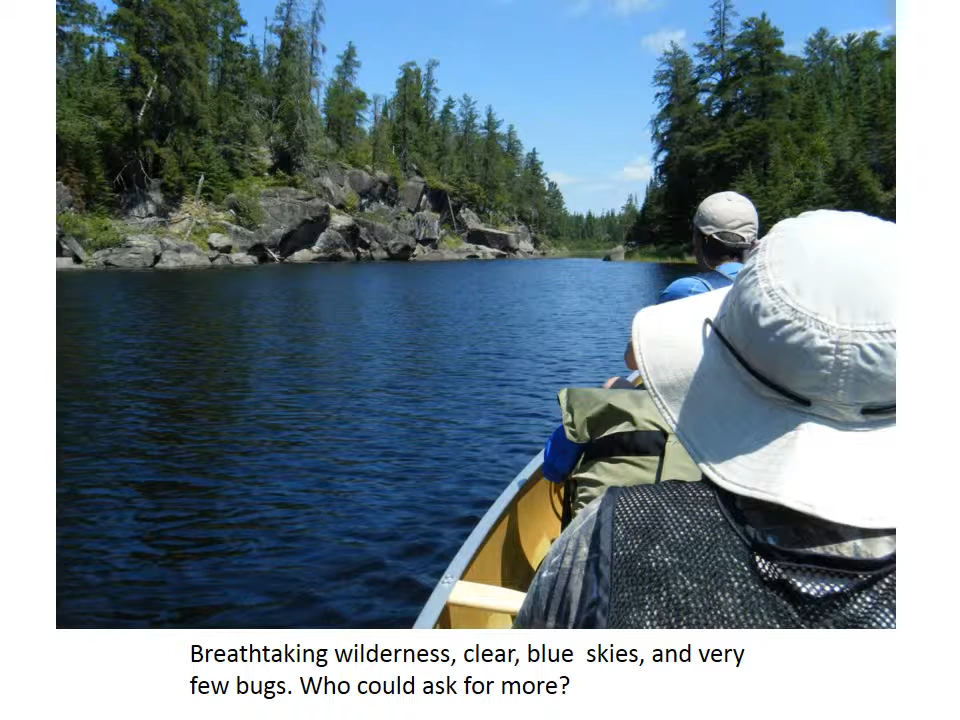 Breathtaking wilderness, clear, blue  skies, and very
few bugs. Who could ask for more?